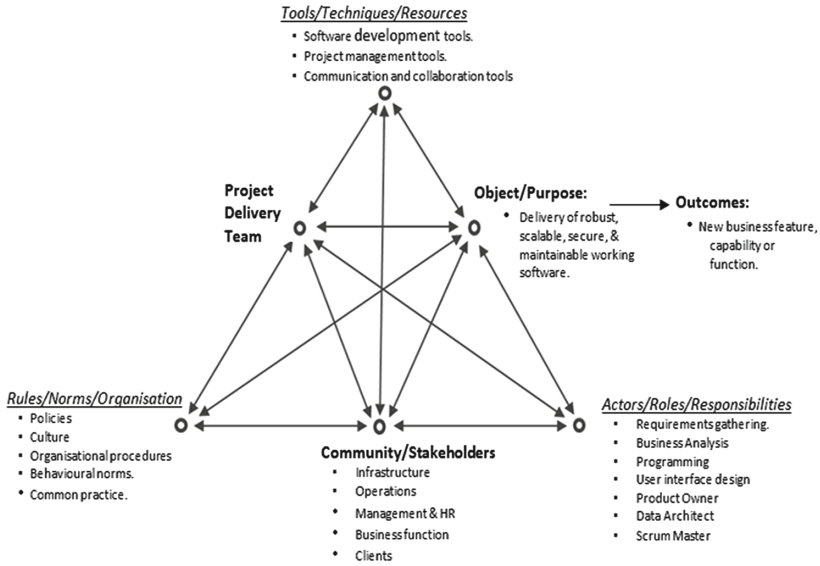 Tools/Techniques/Resources
▪ Software development tools.
▪ Project management tools.
▪ Communication and collaboration tools
Project
Delivery
Team
Object/Purpose:
• Delivery of robust,
scalable, secure, &
maintainable working
software.
Outcomes:
• New business feature,
capability or
function.
Rules/Norms/Organisation
▪ Policies
▪ Culture
▪ Organisational procedures
▪ Behavioural norms.
• Common practice.
Community/Stakeholders
• Infrastructure
• Operations
• Management & HR
• Business function
• Clients
Actors/Roles/Responsibilities
▪ Requirements gathering.
▪ Business Analysis
▪ Programming
▪ User interface design
▪ Product Owner
▪ Data Architect
▪ Scrum Master